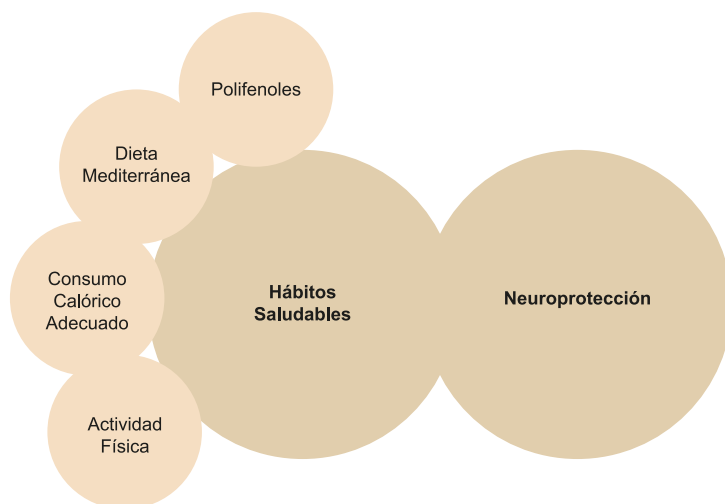 Polifenoles
Dieta
Mediterránea
Consumo
Calórico
Adecuado
Actividad
Física
Hábitos
Saludables
Neuroprotección